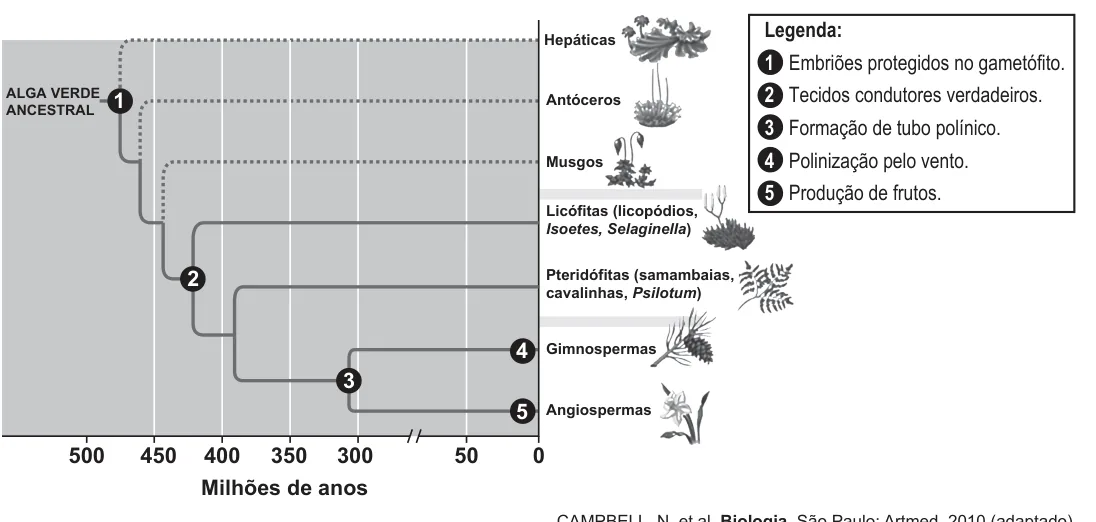 Hepáticas
ALGA VERDE
ANCESTRAL
1
Antóceros
Musgos
Licófitas (licopódios,
Isoetes, Selaginella)
2
Pteridófitas (samambaias,
cavalinhas, Psilotum)
4
Gimnospermas
3
5
Angiospermas
500 450 400 350 300 50 0
Milhões de anos
Legenda:
1 Embriões protegidos no gametófito.
2 Tecidos condutores verdadeiros.
3 Formação de tubo polínico.
4 Polinização pelo vento.
5 Produção de frutos.
CAMPBELL, N. et al. Biologia. São Paulo: Artmed, 2010 (adaptado)